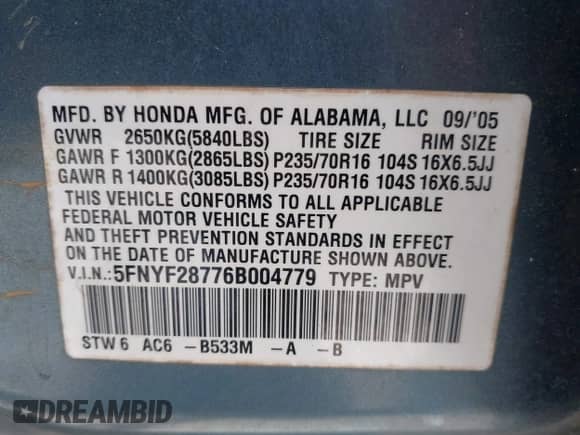 MFD. BY HONDA MFG. OF ALABAMA, LLC 09/'05
GVWR 2650KG(5840LBS) TIRE SIZE RIM SIZE
GAWR F 1300KG(2865LBS) P235/70R16 104S 16X6.5JJ
GAWR R 1400KG(3085LBS) P235/70R16 104S 16X6.5JJ
THIS VEHICLE CONFORMS TO ALL APPLICABLE
FEDERAL MOTOR VEHICLE SAFETY
AND THEFT PREVENTION STANDARDS IN EFFECT
ON THE DATE OF MANUFACTURE SHOWN ABOVE.
V.I.N.: 5FNYF28776B004779 TYPE: MPV
STW 6 AC6 -B533M -A -B
DREAMBID